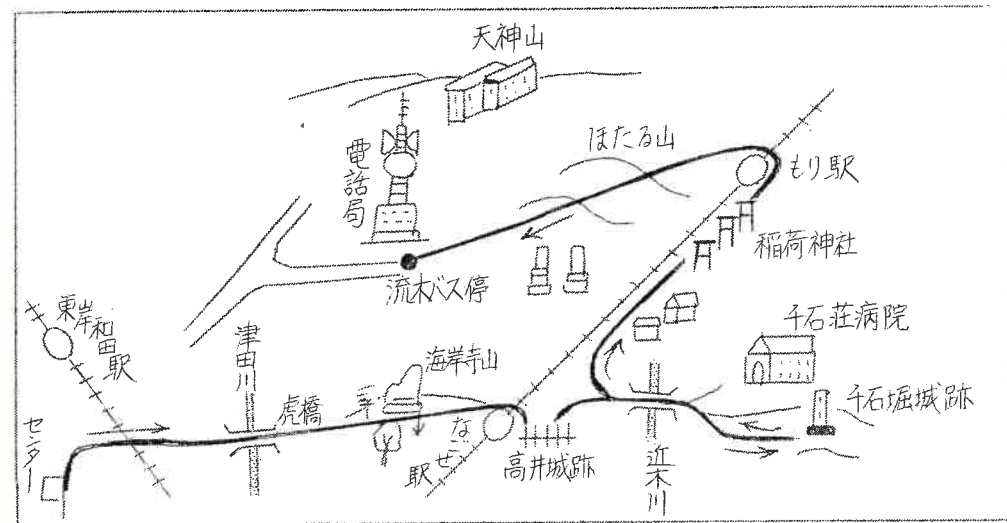 天神山
電話局
ほたる山
もり駅
稲荷神社
流木バス停
千石荘病院
千石堀城跡
東岸和田駅
津田川
虎橋
海岸寺山
センター
なごせ駅
高井城跡
近木川